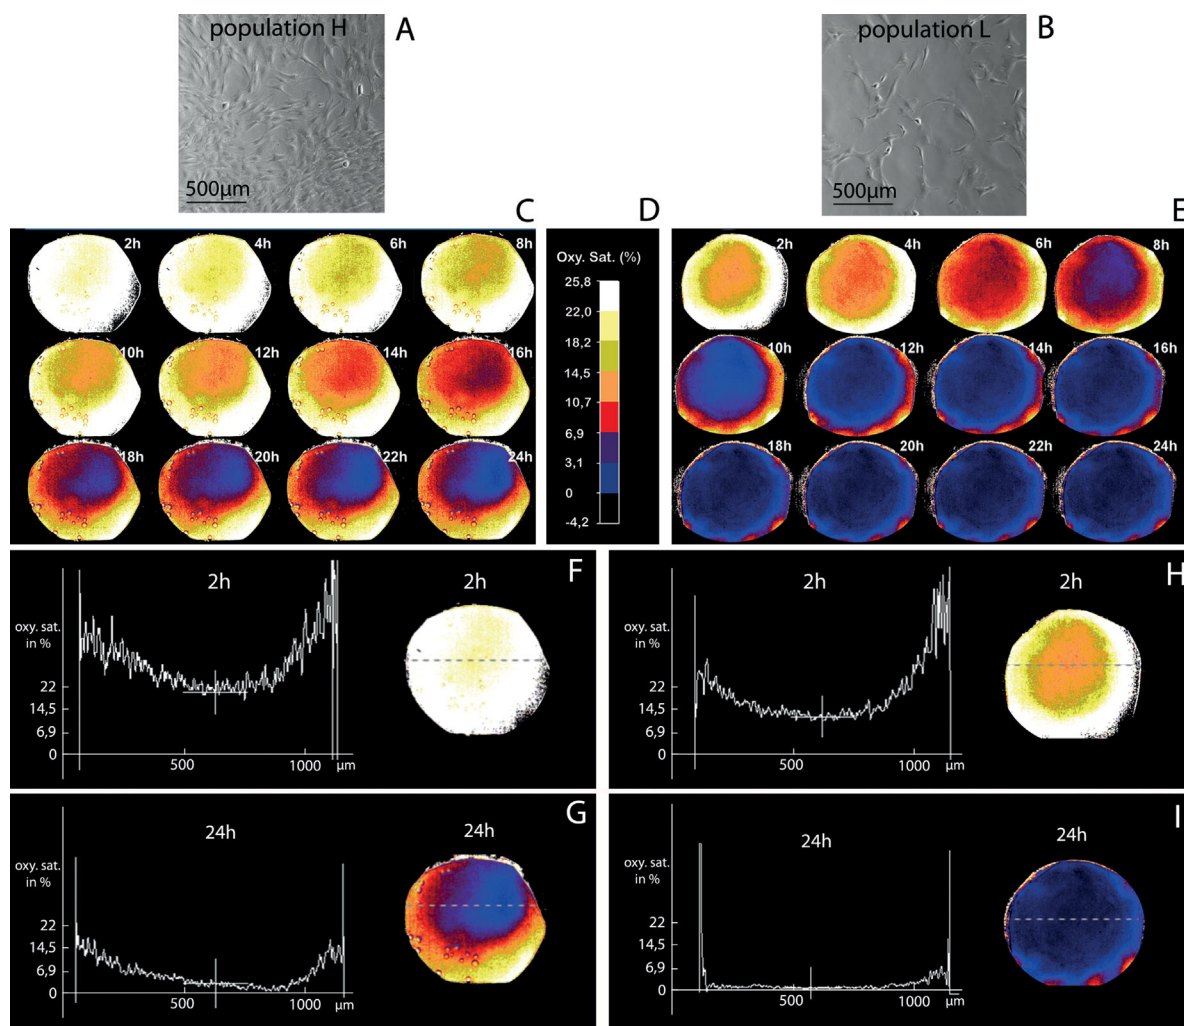 population H
A
500µm
population L
B
500µm
C
2h 4h 6h 8h
10h 12h 14h 16h
18h 20h 22h 24h
D
Oxy. Sat. (%)
25,8
22,0
18,2
14,5
10,7
6,9
3,1
0
-4,2
E
2h 4h 6h 8h
10h 12h 14h 16h
18h 20h 22h 24h
F
2h
2h
oxy. sat.
in %
22
14,5
6,9
0
500
1000
µm
H
2h
2h
oxy. sat.
in %
22
14,5
6,9
0
500
1000
µm
G
24h
24h
oxy. sat.
in %
22
14,5
6,9
0
500
1000
µm
I
24h
24h
oxy. sat.
in %
22
14,5
6,9
0
500
1000
µm